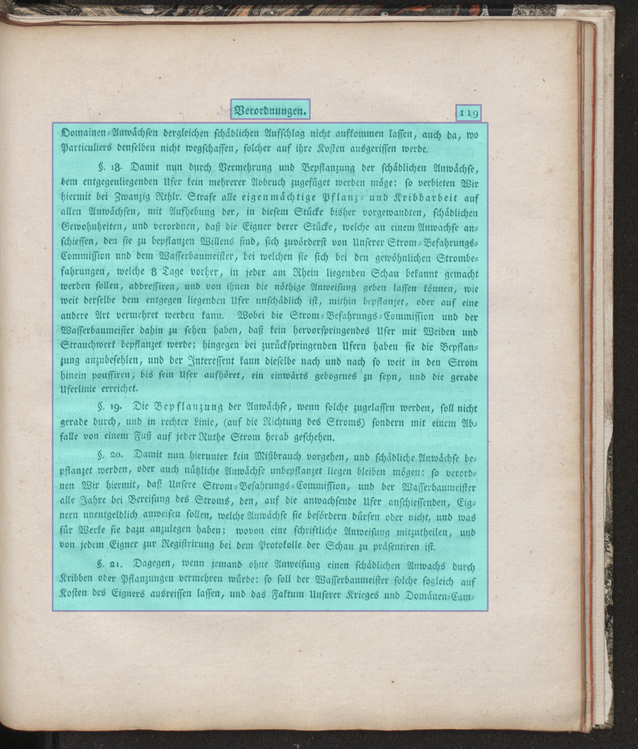 Verordnungen. 119
Domainen-Anwächsen dergleichen schädlichen Aufschlag nicht aufkommen lassen, auch da, wo
Particuliers denselben nicht wegschaffen, solcher auf ihre Kosten ausgerissen werde.
§. 18. Damit nun durch Vermehrung und Bepflanzung der schädlichen Anwächse,
dem entgegenliegenden Ufer kein mehrerer Abbruch zugefüget werden möge: so verbieten Wir
hiermit bei Zwanzig Rthlr. Strafe alle eigenmächtige Pflanz- und Kribbarbeit auf
allen Anwächsen, mit Aufhebung der, in diesem Stücke bisher vorgewandten, schädlichen
Gewohnheiten, und verordnen, daß die Eigner derer Stücke, welche an einem Anwachse an-
schiessen, den sie zu bepflanzen Willens sind, sich zuvörderst von Unserer Strom-Befahrungs-
Commission und dem Wasserbaumeister, bei welchen sie sich bei den gewöhnlichen Strombe-
fahrungen, welche 8 Tage vorher, in jeder am Rhein liegenden Schau bekannt gemacht
werden sollen, addressiren, und von ihnen die nöthige Anweisung geben lassen können, wie
weit derselbe dem entgegen liegenden Ufer unschädlich ist, mithin bepflanzet, oder auf eine
andere Art vermehret werden kann. Wobei die Strom-Befahrungs-Commission und der
Wasserbaumeister dahin zu sehen haben, daß kein hervorspringendes Ufer mit Weiden und
Strauchwerk bepflanzet werde; hingegen bei zurückspringenden Ufern haben sie die Bepflan-
zung anzubefehlen, und der Interessent kann dieselbe nach und nach so weit in den Strom
hinein poussiren, bis sein Ufer aufhöret, ein einwärts gebogenes zu seyn, und die gerade
Uferlinie erreichet.
§. 19. Die Bepflanzung der Anwächse, wenn solche zugelassen werden, soll nicht
gerade durch, und in rechter Linie, (auf die Richtung des Stroms) sondern mit einem Ab-
falle von einem Fuß auf jeder Ruthe Strom herab geschehen.
§. 20. Damit nun hierunter kein Mißbrauch vorgehen, und schädliche Anwächse be-
pflanzet werden, oder auch nützliche Anwächse unbepflanzet liegen bleiben mögen: so verord-
nen Wir hiermit, daß Unsere Strom-Befahrungs-Commission, und der Wasserbaumeister
alle Jahre bei Bereisung des Stroms, den, auf die anwachsende Ufer anschiessenden, Eig-
nern unentgeldlich anweisen sollen, welche Anwächse sie befördern dürfen oder nicht, und was
für Werke sie dazu anzulegen haben; wovon eine schriftliche Anweisung mitzutheilen, und
von jedem Eigner zur Registrirung bei dem Protokolle der Schau zu präsentiren ist.
§. 21. Dagegen, wenn jemand ohne Anweisung einen schädlichen Anwachs durch
Kribben oder Pflanzungen vermehren würde: so soll der Wasserbaumeister solche sogleich auf
Kosten des Eigners ausreissen lassen, und das Faktum Unserer Krieges und Domänen-Cam-